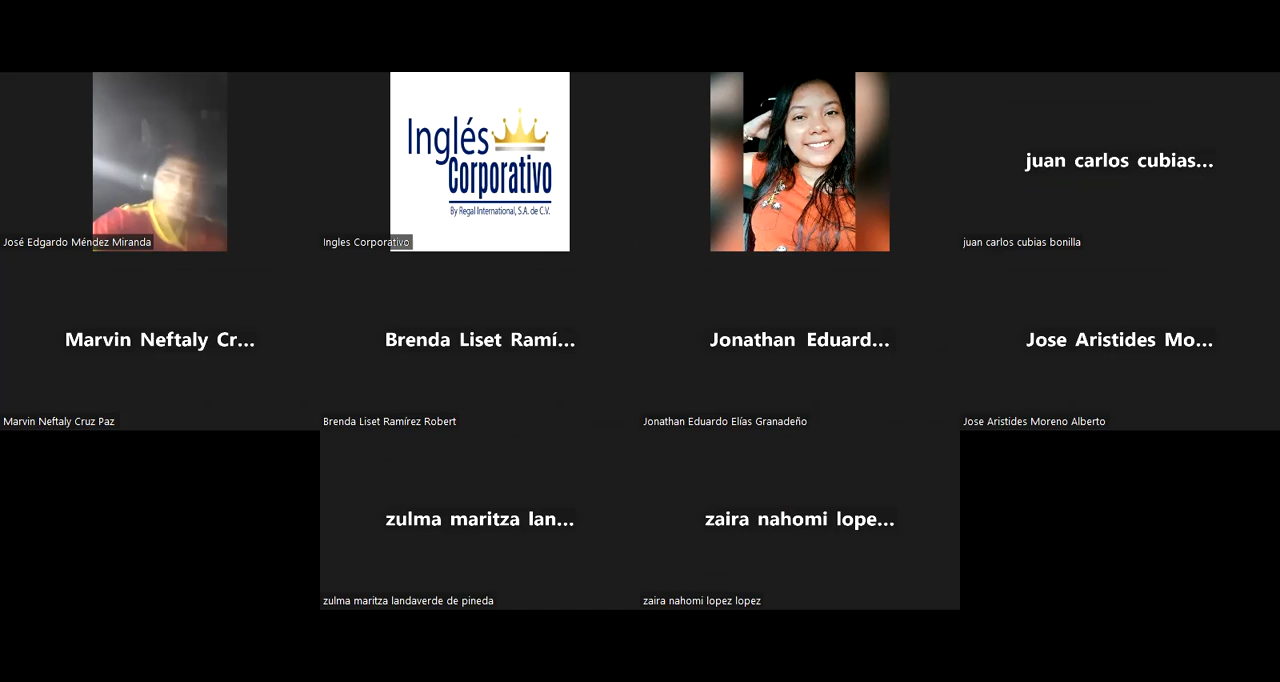 Inglés
Corporativo
By Regal International, S.A. de C.V.
juan carlos cubias...
José Edgardo Méndez Miranda
Ingles Corporativo
juan carlos cubias bonilla
Marvin Neftaly Cr...
Brenda Liset Ramí...
Jonathan Eduard...
Jose Aristides Mo...
Marvin Neftaly Cruz Paz
Brenda Liset Ramírez Robert
Jonathan Eduardo Elías Granadeño
Jose Aristides Moreno Alberto
zulma maritza lan...
zaira nahomi lope...
zulma maritza landaverde de pineda
zaira nahomi lopez lopez